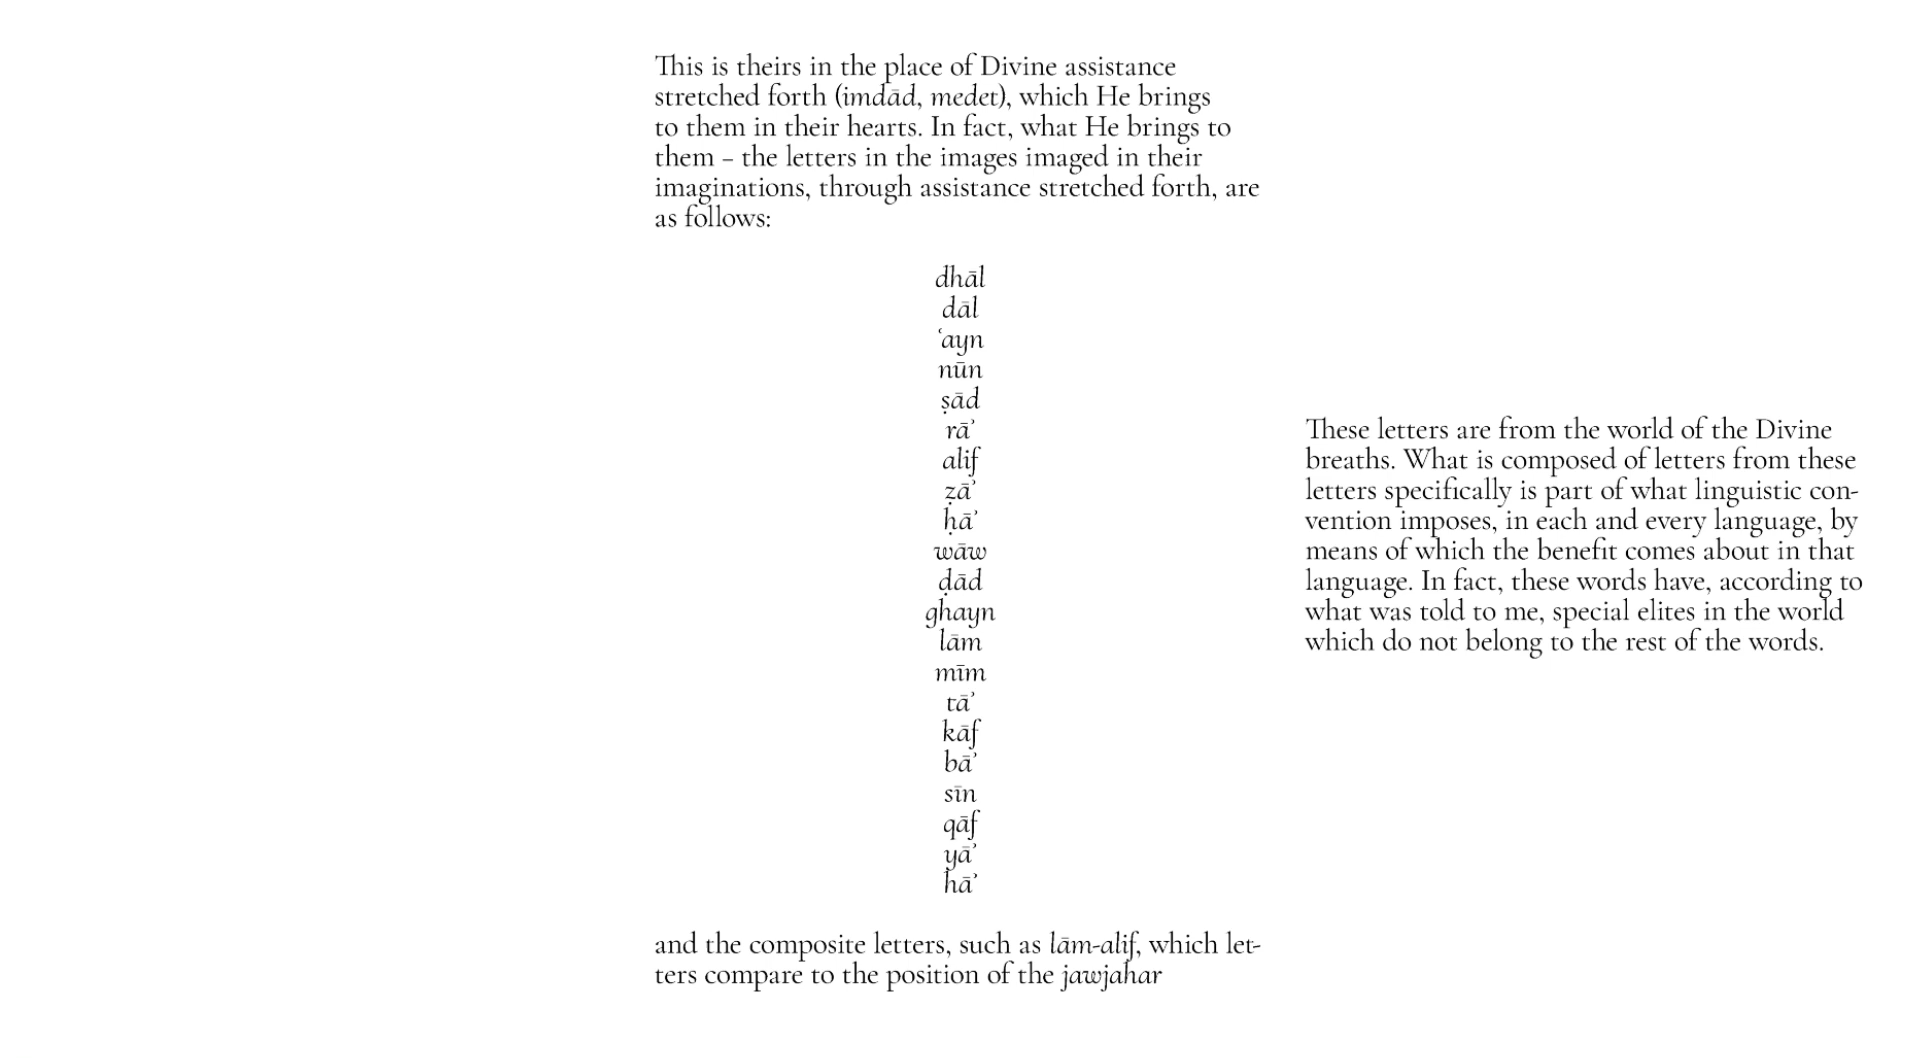 This is theirs in the place of Divine assistance
stretched forth (imdād, medet), which He brings
to them in their hearts. In fact, what He brings to
them – the letters in the images imaged in their
imaginations, through assistance stretched forth, are
as follows:
dhāl
dāl
ʿayn
nūn
ṣād
rāʾ
alif
ẓāʾ
ḥāʾ
wāw
ḍād
ghayn
lām
mīm
tāʾ
kāf
bāʾ
sīn
qāf
yāʾ
hāʾ
and the composite letters, such as lām-alif, which let-
ters compare to the position of the jawjahar
These letters are from the world of the Divine
breaths. What is composed of letters from these
letters specifically is part of what linguistic con-
vention imposes, in each and every language, by
means of which the benefit comes about in that
language. In fact, these words have, according to
what was told to me, special elites in the world
which do not belong to the rest of the words.